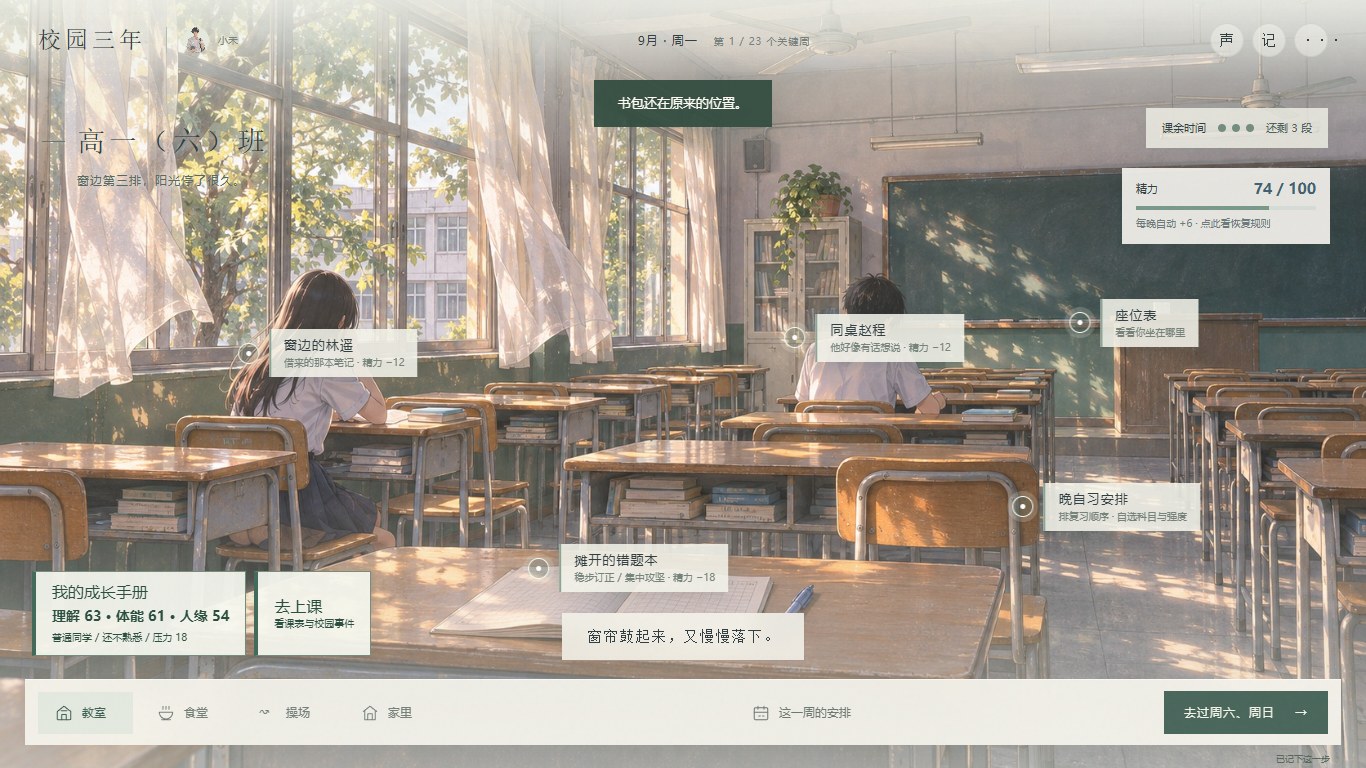 校园三年
小禾
9月·周一 第 1 / 23 个关键周
声
记
···
书包还在原来的位置。
高一（六）班
窗边第三排，阳光停了很久。
课余时间 还剩 3 段
精力 74 / 100
每晚自动 +6 · 点此看恢复规则
座位表
看看你坐在哪里
同桌赵程
他好像有话想说 · 精力 −12
窗边的林遥
借来的那本笔记 · 精力 −12
晚自习安排
排复习顺序 · 自选科目与强度
摊开的错题本
稳步订正 / 集中攻坚 · 精力 −18
我的成长手册
理解 63 • 体能 61 • 人缘 54
普通同学 / 还不熟悉 / 压力 18
去上课
看课表与校园事件
窗帘鼓起来，又慢慢落下。
教室
食堂
操场
家里
这一周的安排
去过周六、周日 →
已记下这一步